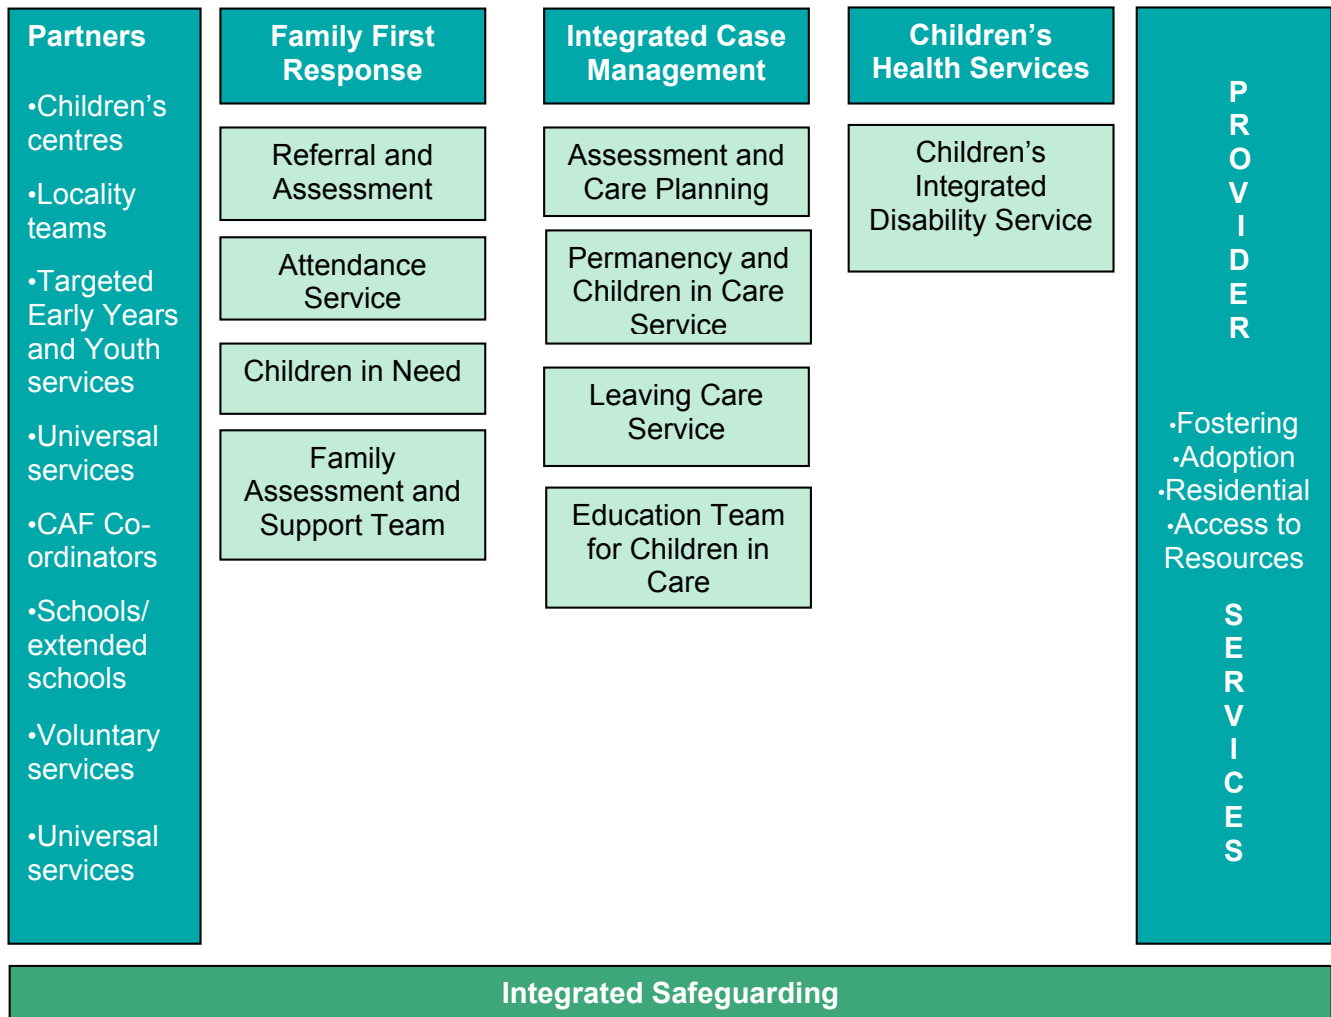 Partners
•Children’s
centres
•Locality
teams
•Targeted
Early Years
and Youth
services
•Universal
services
•CAF Co-
ordinators
•Schools/
extended
schools
•Voluntary
services
•Universal
services
Family First
Response
Referral and
Assessment
Attendance
Service
Children in Need
Family
Assessment and
Support Team
Integrated Case
Management
Assessment and
Care Planning
Permanency and
Children in Care
Service
Leaving Care
Service
Education Team
for Children in
Care
Children’s
Health Services
Children’s
Integrated
Disability Service
P
R
O
V
I
D
E
R
•Fostering
•Adoption
•Residential
•Access to
Resources
S
E
R
V
I
C
E
S
Integrated Safeguarding